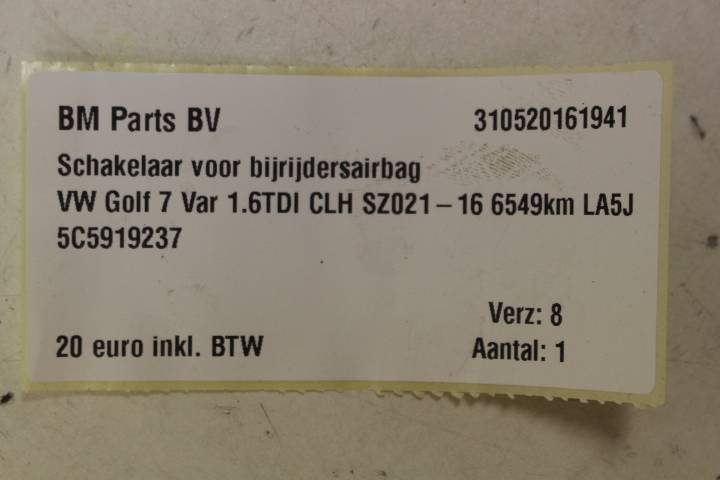 BM Parts BV 310520161941
Schakelaar voor bijrijdersairbag
VW Golf 7 Var 1.6TDI CLH SZ021-16 6549km LA5J
5C5919237
Verz: 8
20 euro inkl. BTW Aantal: 1